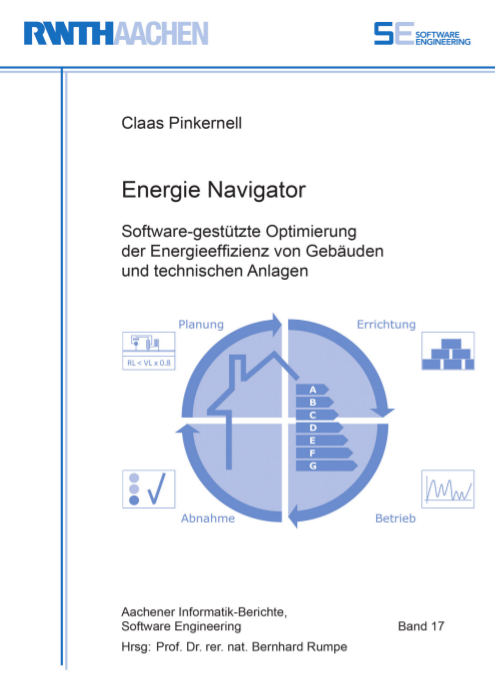 RWTHAACHEN
SE SOFTWARE
ENGINEERING
Claas Pinkernell
Energie Navigator
Software-gestützte Optimierung
der Energieeffizienz von Gebäuden
und technischen Anlagen
Planung
Errichtung
RL < VL x 0.8
A
B
C
D
E
F
G
Abnahme
Betrieb
Aachener Informatik-Berichte,
Software Engineering
Band 17
Hrsg: Prof. Dr. rer. nat. Bernhard Rumpe